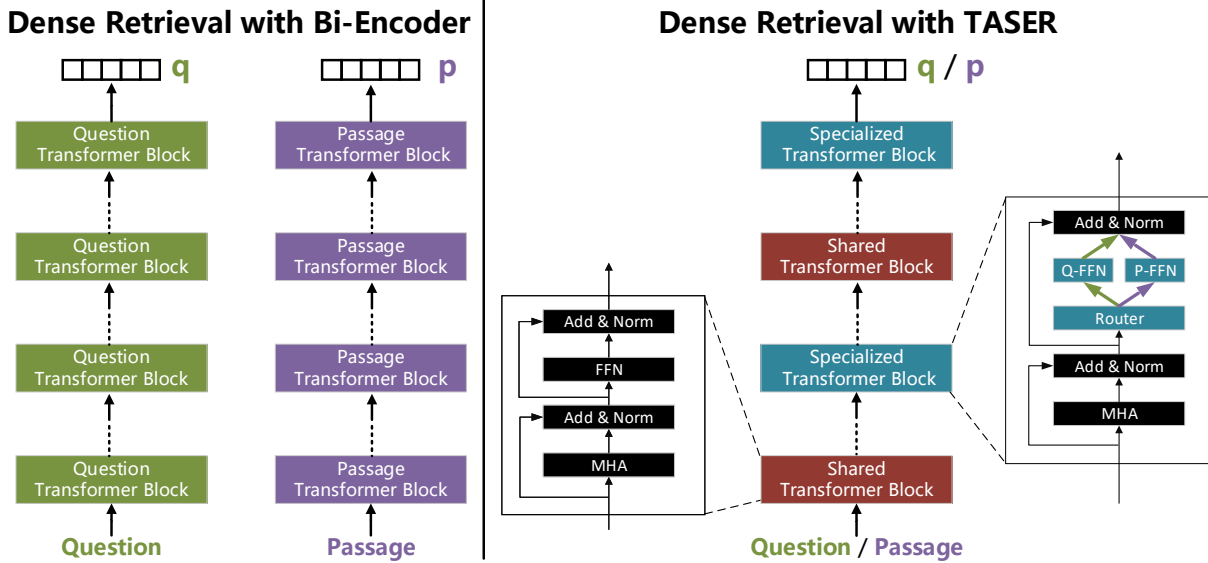 Dense Retrieval with Bi-Encoder
q
p
Question
Transformer Block
Passage
Transformer Block
Question
Transformer Block
Passage
Transformer Block
Question
Transformer Block
Passage
Transformer Block
Question
Transformer Block
Passage
Transformer Block
Question
Passage
Dense Retrieval with TASER
q / p
Specialized
Transformer Block
Shared
Transformer Block
Specialized
Transformer Block
Shared
Transformer Block
Question / Passage
Add & Norm
FFN
Add & Norm
MHA
Add & Norm
Q-FFN
P-FFN
Router
Add & Norm
MHA